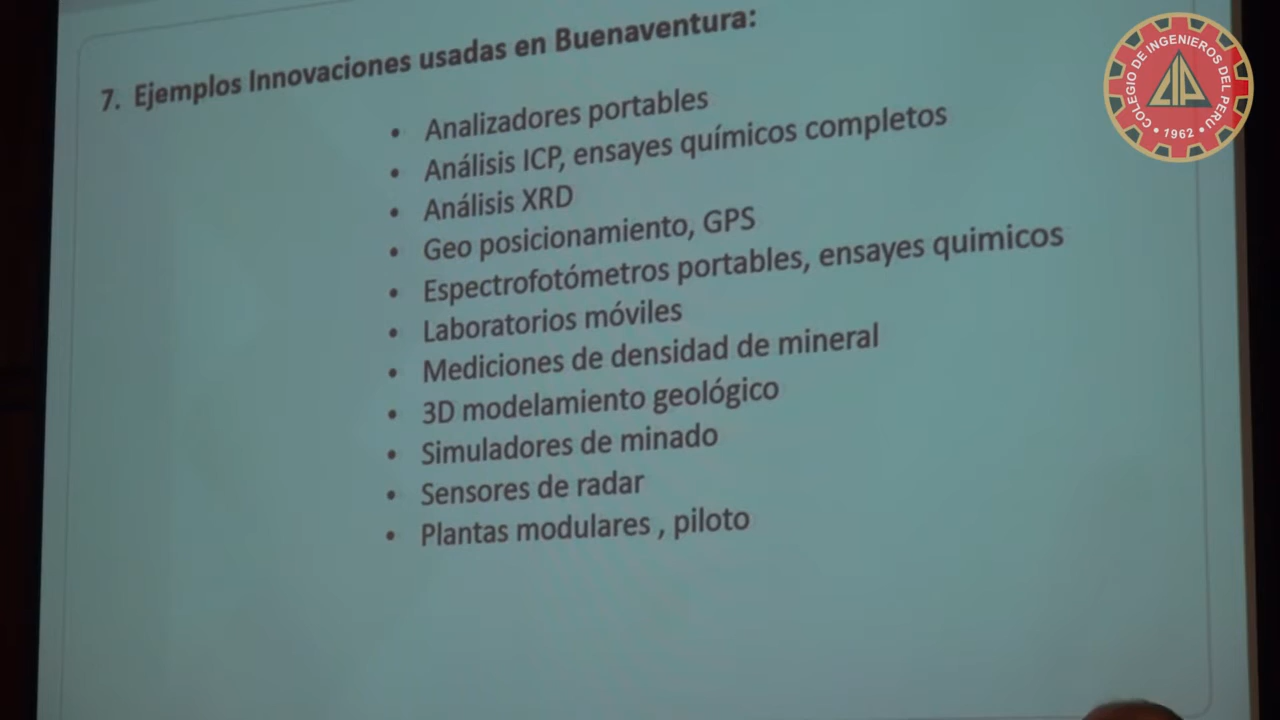 7. Ejemplos Innovaciones usadas en Buenaventura:
• Analizadores portables
• Análisis ICP, ensayes químicos completos
• Análisis XRD
• Geo posicionamiento, GPS
• Espectrofotómetros portables, ensayes quimicos
• Laboratorios móviles
• Mediciones de densidad de mineral
• 3D modelamiento geológico
• Simuladores de minado
• Sensores de radar
• Plantas modulares , piloto
COLEGIO DE INGENIEROS DEL PERU
CIP
• 1962 •